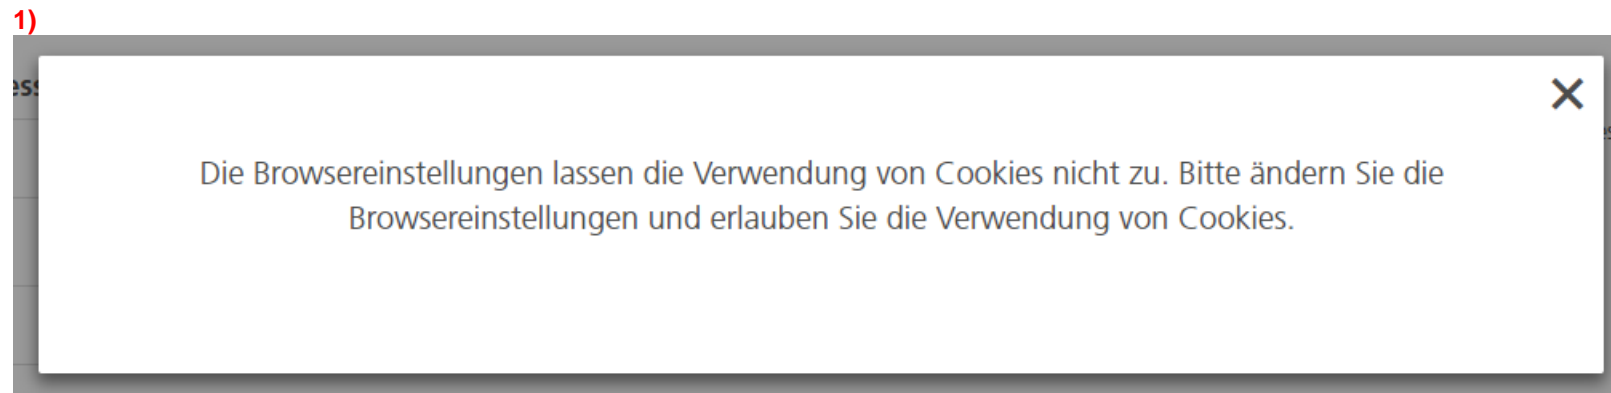 1)
Die Browsereinstellungen lassen die Verwendung von Cookies nicht zu. Bitte ändern Sie die
Browsereinstellungen und erlauben Sie die Verwendung von Cookies.